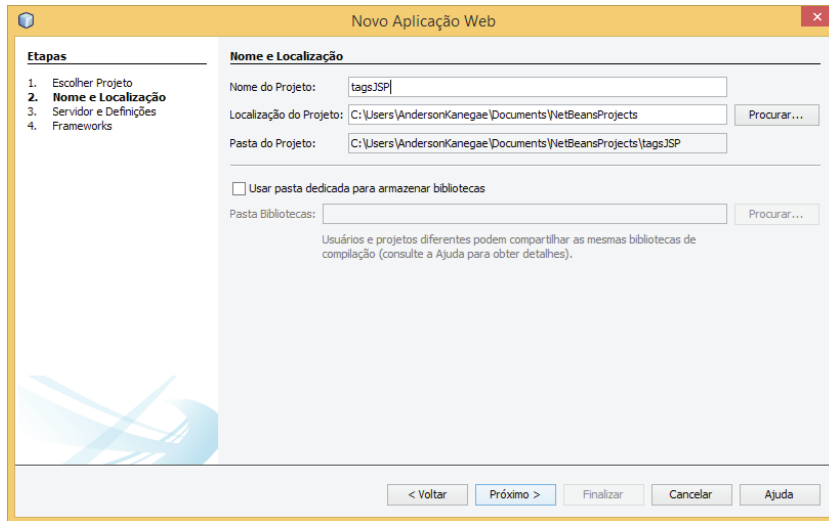 Novo Aplicação Web
Etapas
1. Escolher Projeto
2. Nome e Localização
3. Servidor e Definições
4. Frameworks
Nome e Localização
Nome do Projeto: tagsJSP
Localização do Projeto: C:\Users\AndersonKanegae\Documents\NetBeansProjects Procurar...
Pasta do Projeto: C:\Users\AndersonKanegae\Documents\NetBeansProjects\tagsJSP
Usar pasta dedicada para armazenar bibliotecas
Pasta Bibliotecas: Procurar...
Usuários e projetos diferentes podem compartilhar as mesmas bibliotecas de
compilação (consulte a Ajuda para obter detalhes).
< Voltar Próximo > Finalizar Cancelar Ajuda